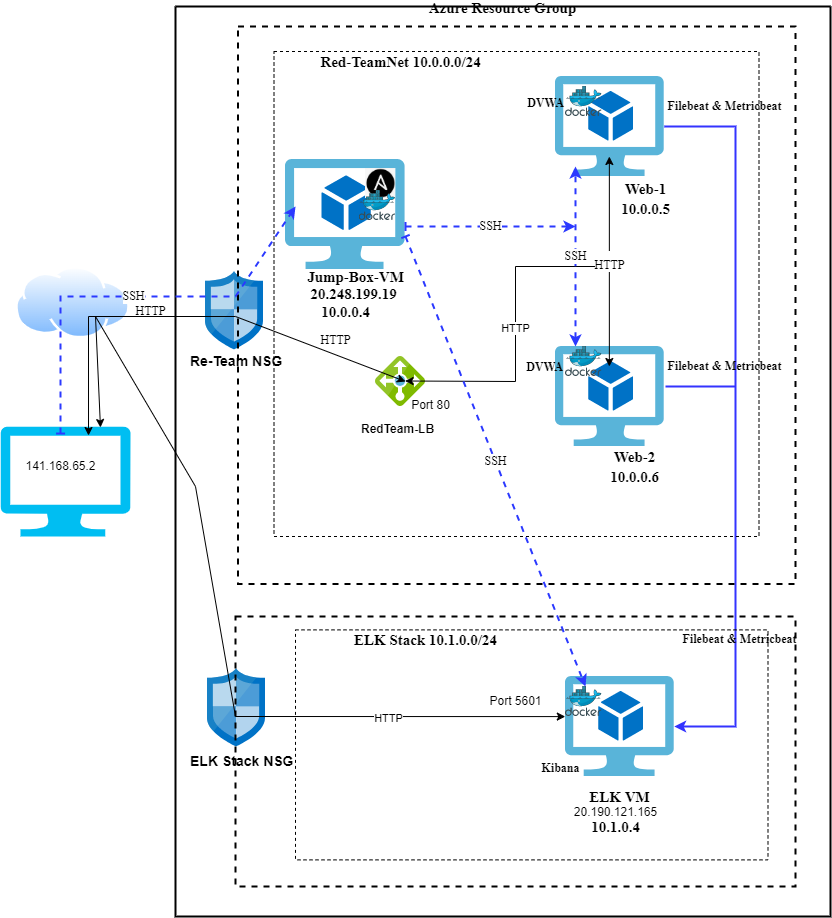 Azure Resource Group
Red-TeamNet 10.0.0.0/24
DVWA
docker
Filebeat & Metricbeat
Web-1
10.0.0.5
docker
SSH
SSH
HTTP
Jump-Box-VM
20.248.199.19
10.0.0.4
SSH
HTTP
HTTP
HTTP
Re-Team NSG
DVWA
docker
Filebeat & Metricbeat
Port 80
RedTeam-LB
Web-2
10.0.0.6
SSH
141.168.65.2
ELK Stack 10.1.0.0/24
Filebeat & Metricbeat
Port 5601
docker
HTTP
ELK Stack NSG
Kibana
ELK VM
20.190.121.165
10.1.0.4